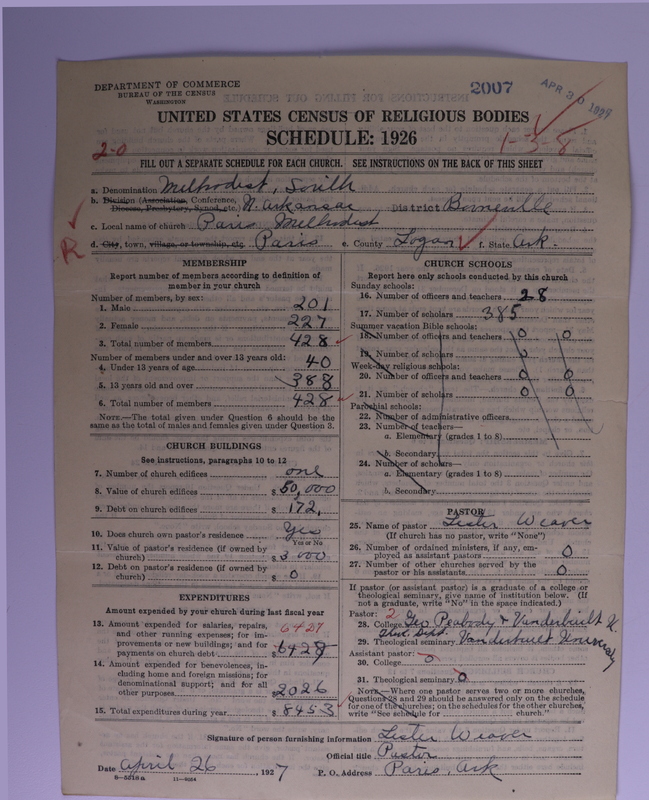 DEPARTMENT OF COMMERCE
BUREAU OF THE CENSUS
WASHINGTON
2007
APR 30 1927
UNITED STATES CENSUS OF RELIGIOUS BODIES
SCHEDULE: 1926
2-0
1-3-8
FILL OUT A SEPARATE SCHEDULE FOR EACH CHURCH. SEE INSTRUCTIONS ON THE BACK OF THIS SHEET
a. Denomination Methodist, South
b. Division (Association, Conference, N. Arkansas District Booneville
Diocese, Presbytery, Synod, etc.)
c. Local name of church Paris Methodist
R
d. City, town, village, or township, etc. Paris e. County Logan f. State Ark.
MEMBERSHIP
Report number of members according to definition of
member in your church
Number of members, by sex:
1. Male 201
2. Female 227
3. Total number of members 428
Number of members under and over 13 years old:
4. Under 13 years of age 40
5. 13 years old and over 388
6. Total number of members 428
NOTE.—The total given under Question 6 should be the
same as the total of males and females given under Question 3.
CHURCH BUILDINGS
See instructions, paragraphs 10 to 12
7. Number of church edifices one
8. Value of church edifices $50,000
9. Debt on church edifices $172.
10. Does church own pastor's residence Yes
Yes or No
11. Value of pastor's residence (if owned by
church) $3000
12. Debt on pastor's residence (if owned by
church) $0
EXPENDITURES
Amount expended by your church during last fiscal year
13. Amount expended for salaries, repairs, 6427
and other running expenses; for im-
provements or new buildings; and for
payments on church debt $6428
14. Amount expended for benevolences, in-
cluding home and foreign missions; for
denominational support; and for all
other purposes 2026
15. Total expenditures during year $8453
CHURCH SCHOOLS
Report here only schools conducted by this church
Sunday schools:
16. Number of officers and teachers 28
17. Number of scholars 385
Summer vacation Bible schools:
18. Number of officers and teachers 0 0
19. Number of scholars 0
Week-day religious schools:
20. Number of officers and teachers 0 0
21. Number of scholars 0 0
Parochial schools:
22. Number of administrative officers
23. Number of teachers—
a. Elementary (grades 1 to 8)
b. Secondary
24. Number of scholars—
a. Elementary (grades 1 to 8)
b. Secondary
PASTOR
25. Name of pastor Lester Weaver
(If church has no pastor, write "None")
26. Number of ordained ministers, if any, em-
ployed as assistant pastors 0
27. Number of other churches served by the
pastor or his assistants 0
If pastor (or assistant pastor) is a graduate of a college or
theological seminary, give name of institution below. (If
not a graduate, write "No" in the space indicated.)
Pastor: 2
28. College Geo Peabody & Vanderbuilt U.
29. Theological seminary Vanderbuilt University
Assistant pastor:
30. College 0
31. Theological seminary 0
NOTE.—Where one pastor serves two or more churches,
Questions 28 and 29 should be answered only on the schedule
for one of the churches; on the schedules for the other churches,
write "See schedule for church."
Signature of person furnishing information Lester Weaver
Official title Pastor
Date April 26, 1927 P. O. Address Paris, Ark
8-5518a 11-9024